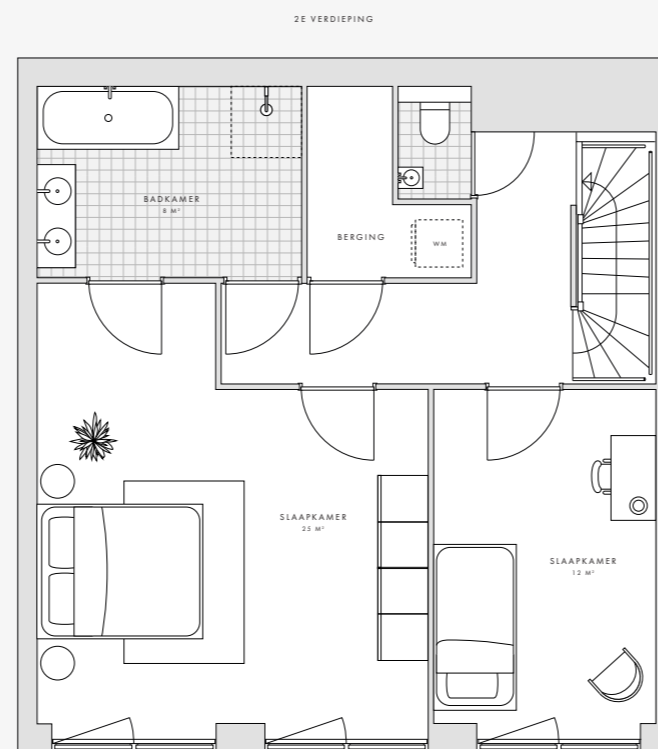 2E VERDIEPING
BADKAMER
8 M²
BERGING
WM
SLAAPKAMER
25 M²
SLAAPKAMER
12 M²